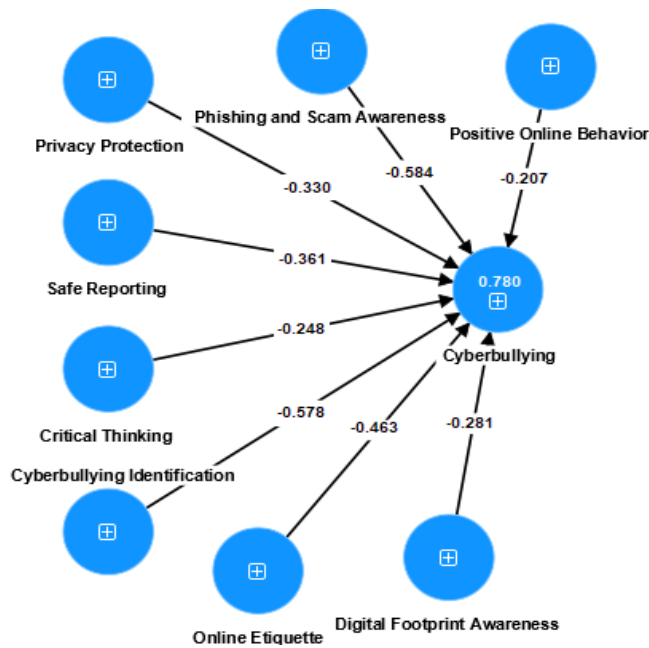 Phishing and Scam Awareness
Positive Online Behavior
Privacy Protection
-0.584
-0.207
-0.330
Safe Reporting
-0.361
0.780
-0.248
Cyberbullying
Critical Thinking
-0.578
-0.463
-0.281
Cyberbullying Identification
Online Etiquette
Digital Footprint Awareness